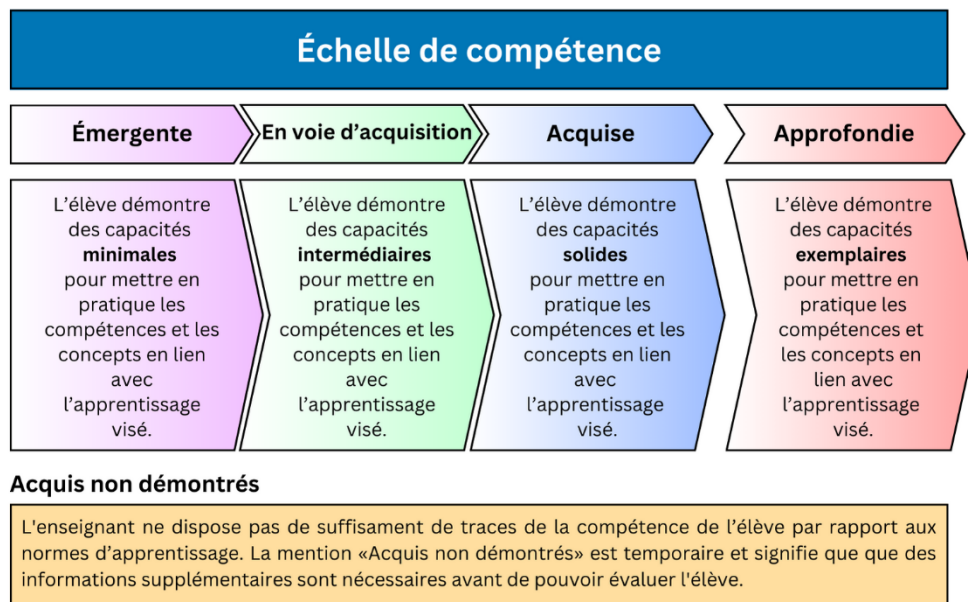 Échelle de compétence
Émergente
En voie d'acquisition
Acquise
Approfondie
L'élève démontre
des capacités
minimales
pour mettre en
pratique les
compétences et les
concepts en lien
avec
l'apprentissage
visé.
L'élève démontre
des capacités
intermédiaires
pour mettre en
pratique les
compétences et les
concepts en lien
avec
l'apprentissage
visé.
L'élève démontre
des capacités
solides
pour mettre en
pratique les
compétences et les
concepts en lien
avec
l'apprentissage
visé.
L'élève démontre
des capacités
exemplaires
pour mettre en
pratique les
compétences et
les concepts en
lien avec
l'apprentissage
visé.
Acquis non démontrés
L'enseignant ne dispose pas de suffisament de traces de la compétence de l'élève par rapport aux
normes d'apprentissage. La mention «Acquis non démontrés» est temporaire et signifie que que des
informations supplémentaires sont nécessaires avant de pouvoir évaluer l'élève.